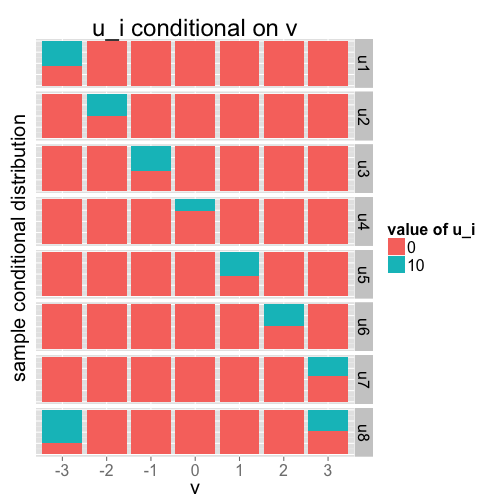 u_i conditional on v
sample conditional distribution
u1
u2
u3
u4
u5
u6
u7
u8
-3 -2 -1 0 1 2 3
v
value of u_i
0
10